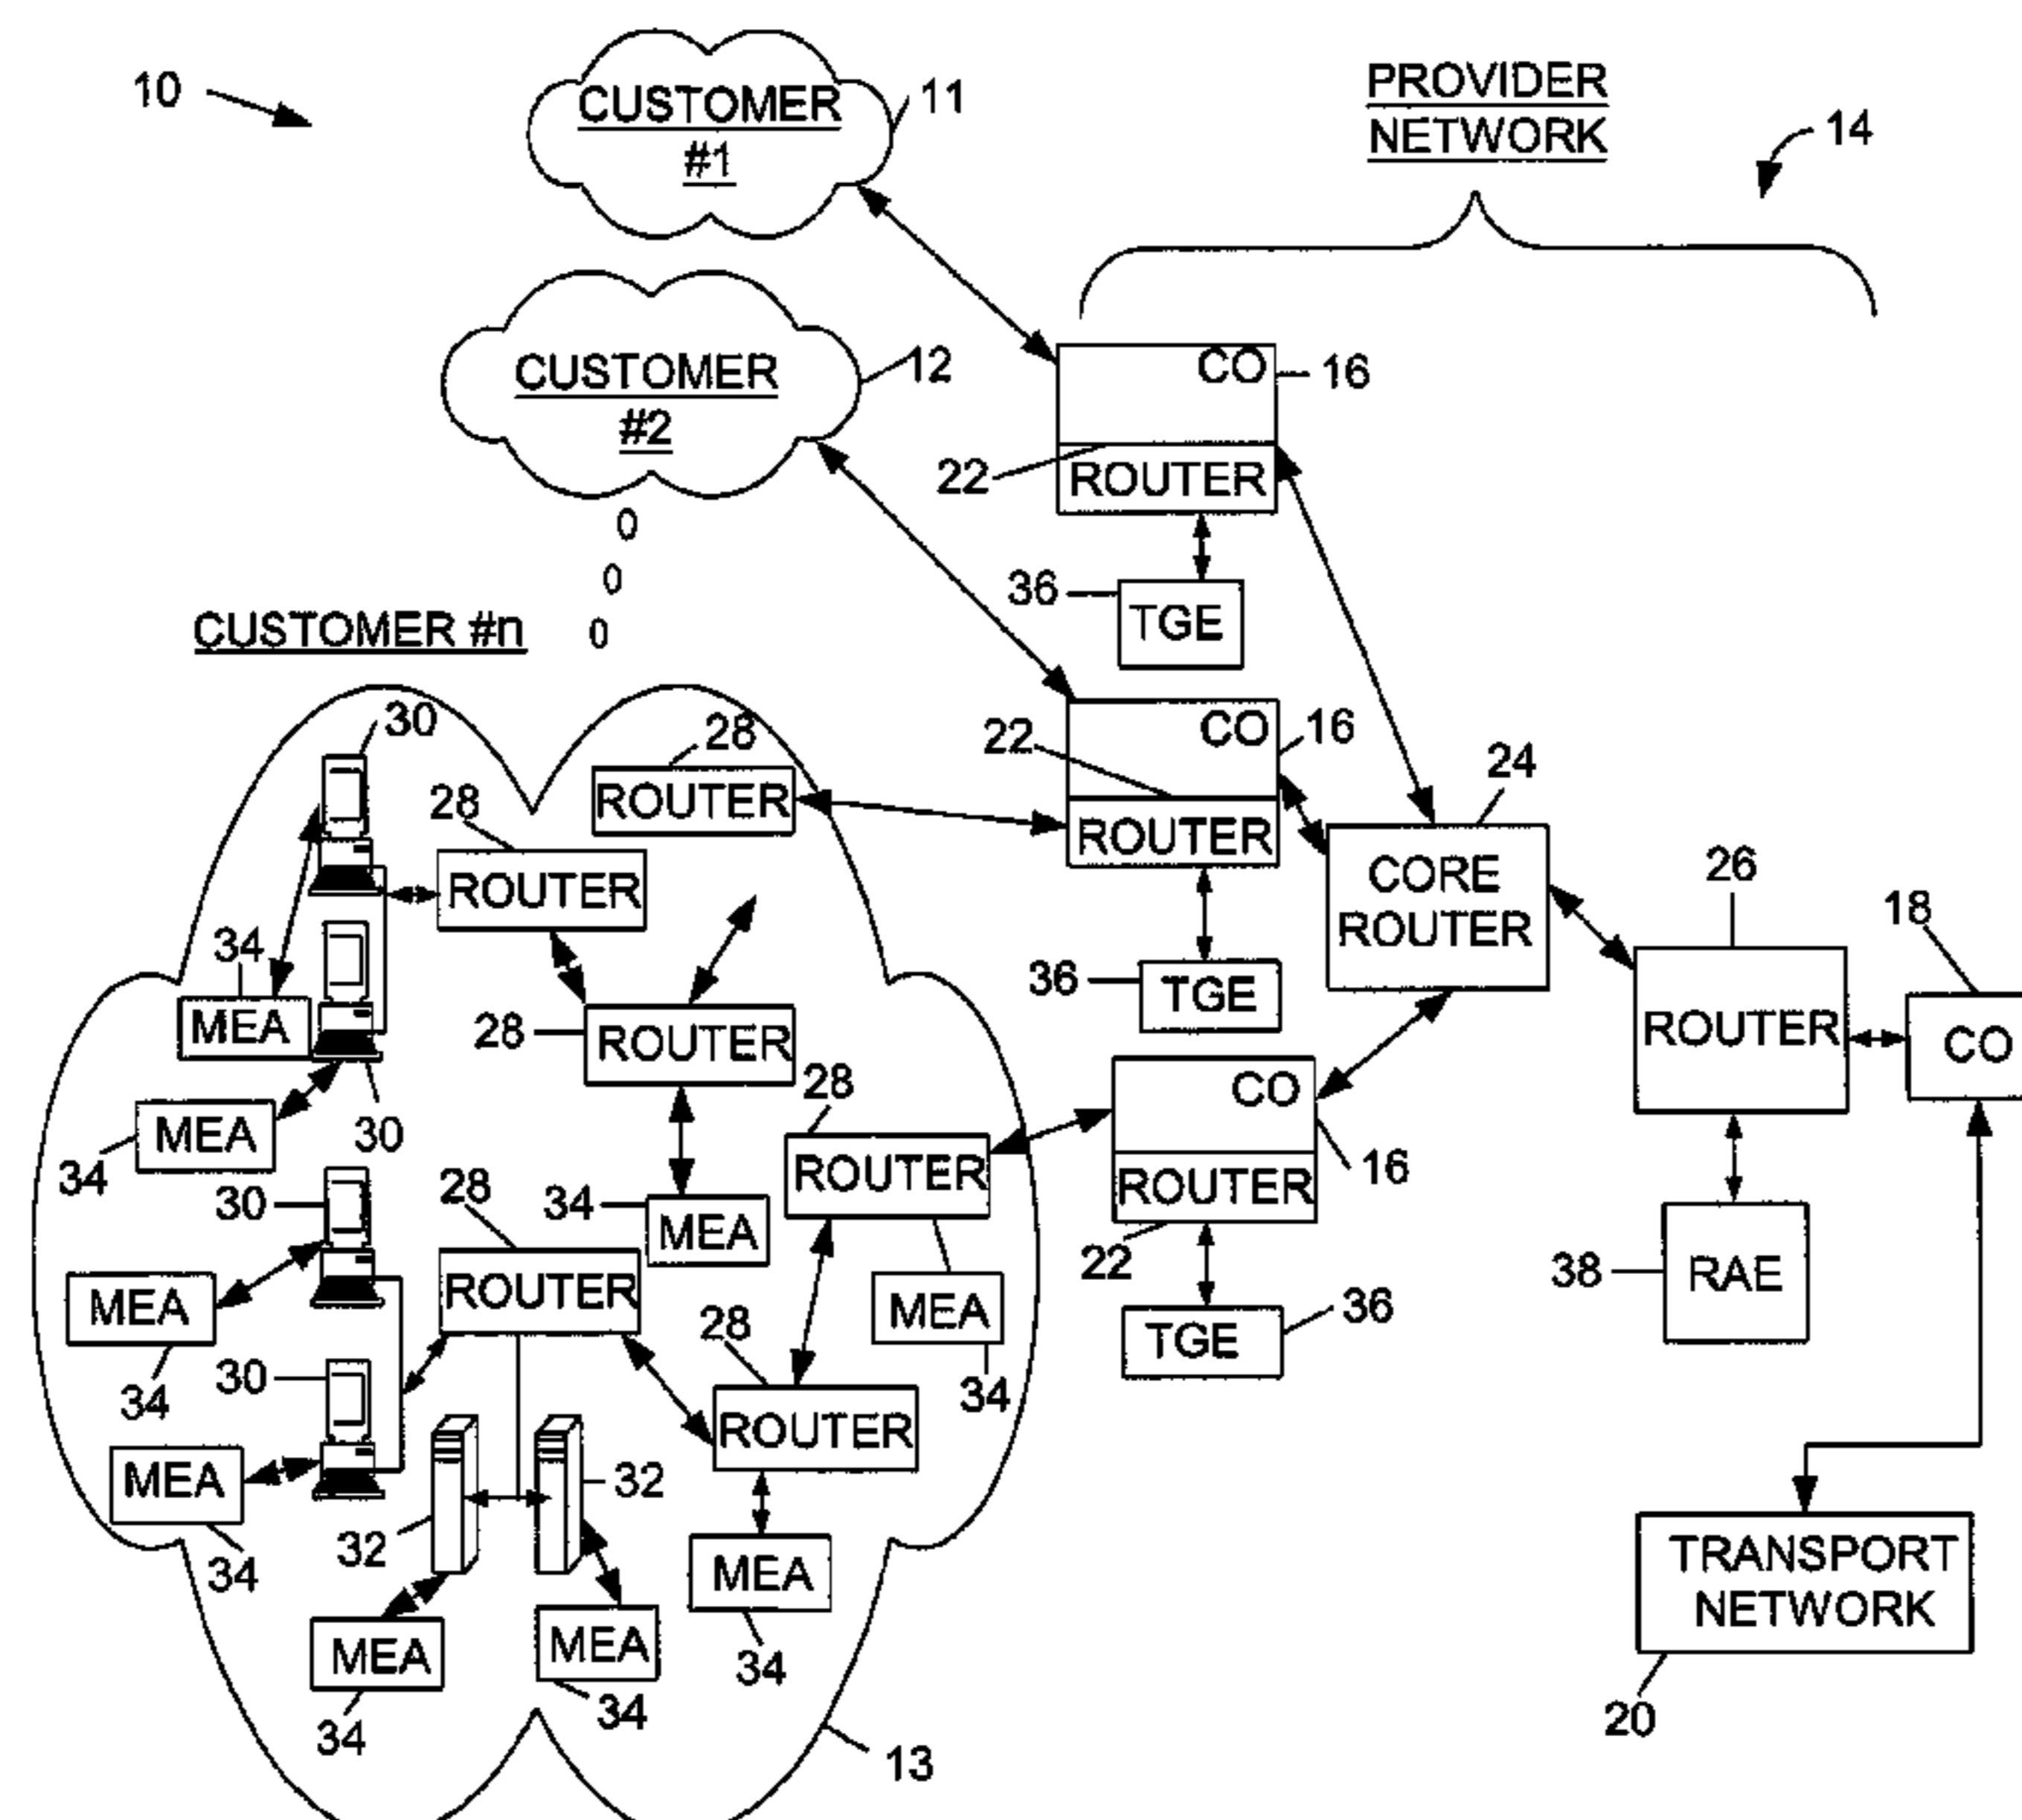 10
CUSTOMER
#1
11
PROVIDER
NETWORK
14
CUSTOMER
#2
12
CO
16
22
ROUTER
36
TGE
0
0
0
CUSTOMER #n
30
28
ROUTER
22
CO
16
ROUTER
24
CORE
ROUTER
28
ROUTER
26
18
34
MEA
28
ROUTER
36
TGE
ROUTER
CO
34
MEA
30
28
ROUTER
CO
16
ROUTER
22
30
28
34
MEA
38
RAE
MEA
34
ROUTER
MEA
34
TGE
36
30
28
ROUTER
MEA
34
32
32
MEA
34
TRANSPORT
NETWORK
20
MEA
34
MEA
34
13